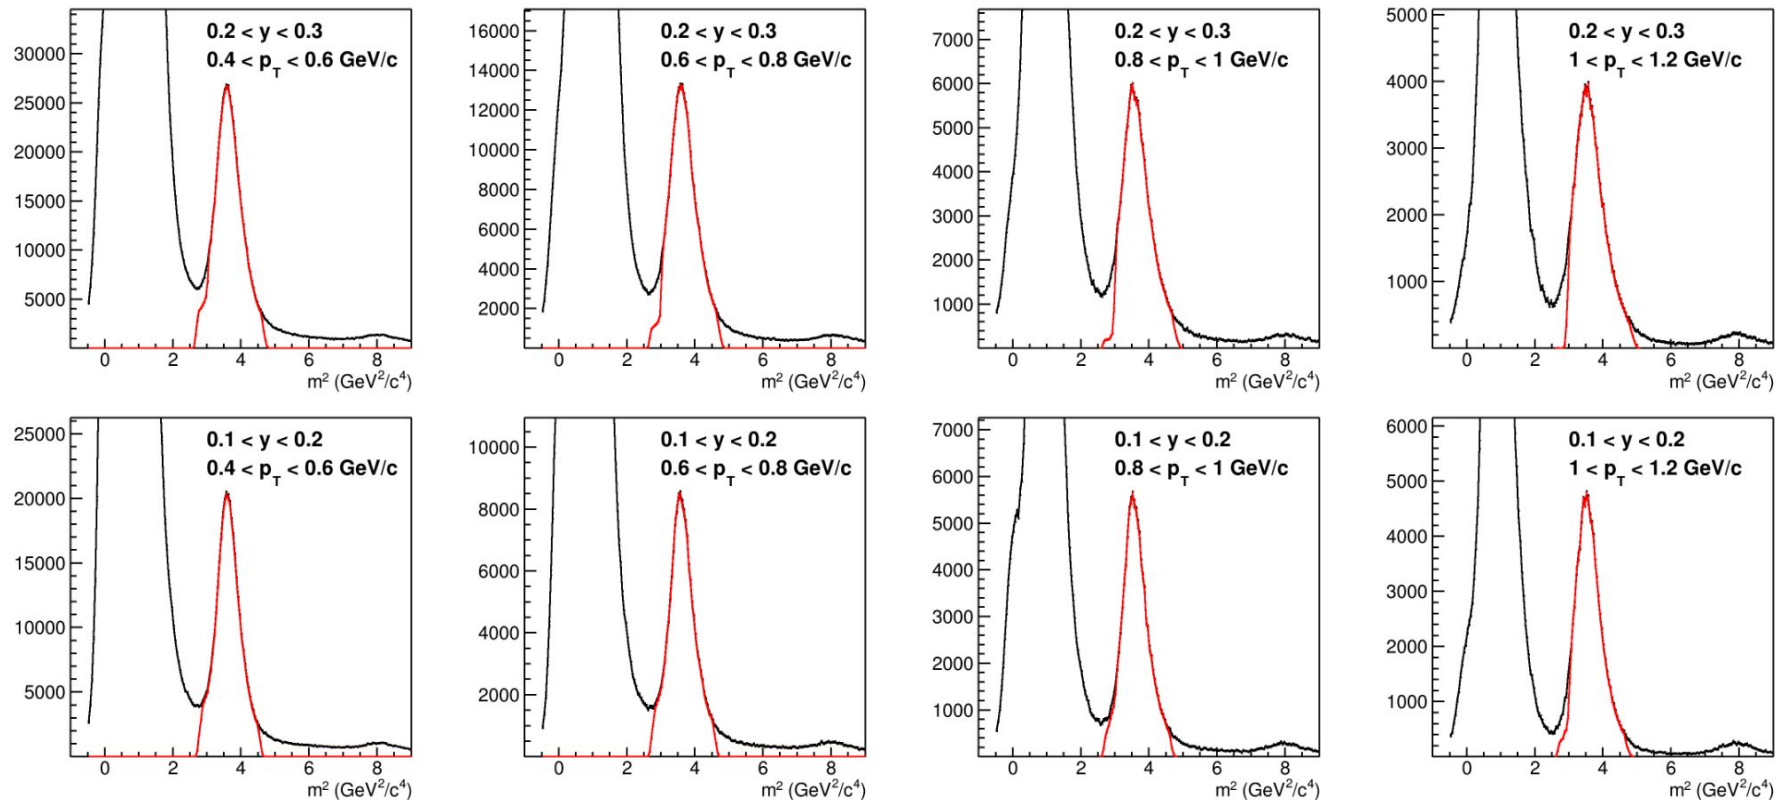 0.2 < y < 0.3
0.4 < p_T < 0.6 GeV/c
30000
25000
20000
15000
10000
5000
0 2 4 6 8
m² (GeV²/c⁴)
0.2 < y < 0.3
0.6 < p_T < 0.8 GeV/c
16000
14000
12000
10000
8000
6000
4000
2000
0 2 4 6 8
m² (GeV²/c⁴)
0.2 < y < 0.3
0.8 < p_T < 1 GeV/c
7000
6000
5000
4000
3000
2000
1000
0 2 4 6 8
m² (GeV²/c⁴)
0.2 < y < 0.3
1 < p_T < 1.2 GeV/c
5000
4000
3000
2000
1000
0 2 4 6 8
m² (GeV²/c⁴)
0.1 < y < 0.2
0.4 < p_T < 0.6 GeV/c
25000
20000
15000
10000
5000
0 2 4 6 8
m² (GeV²/c⁴)
0.1 < y < 0.2
0.6 < p_T < 0.8 GeV/c
10000
8000
6000
4000
2000
0 2 4 6 8
m² (GeV²/c⁴)
0.1 < y < 0.2
0.8 < p_T < 1 GeV/c
7000
6000
5000
4000
3000
2000
1000
0 2 4 6 8
m² (GeV²/c⁴)
0.1 < y < 0.2
1 < p_T < 1.2 GeV/c
6000
5000
4000
3000
2000
1000
0 2 4 6 8
m² (GeV²/c⁴)